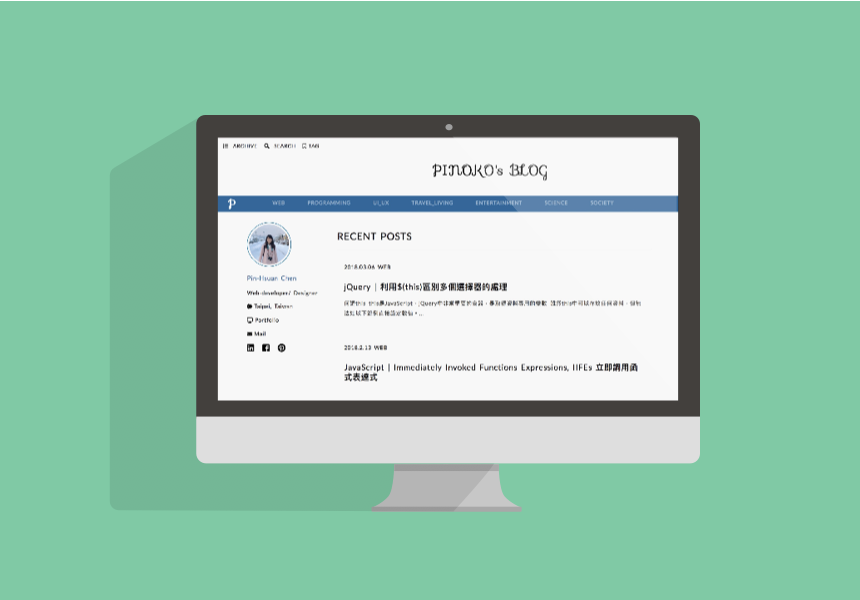 ARCHIVE SEARCH TAG
PINOKO's BLOG
P WEB PROGRAMMING UI_UX TRAVEL_LIVING ENTERTAINMENT SCIENCE SOCIETY
RECENT POSTS
Pin-Hsuan Chen
Web-developer/ Designer
Taipei, Taiwan
Portfolio
Mail
2018.03.06 WEB
jQuery | 利用$(this)區別多個選擇器的處理
2018.2.13 WEB
JavaScript | Immediately Invoked Functions Expressions, IIFEs 立即調用函
式表達式